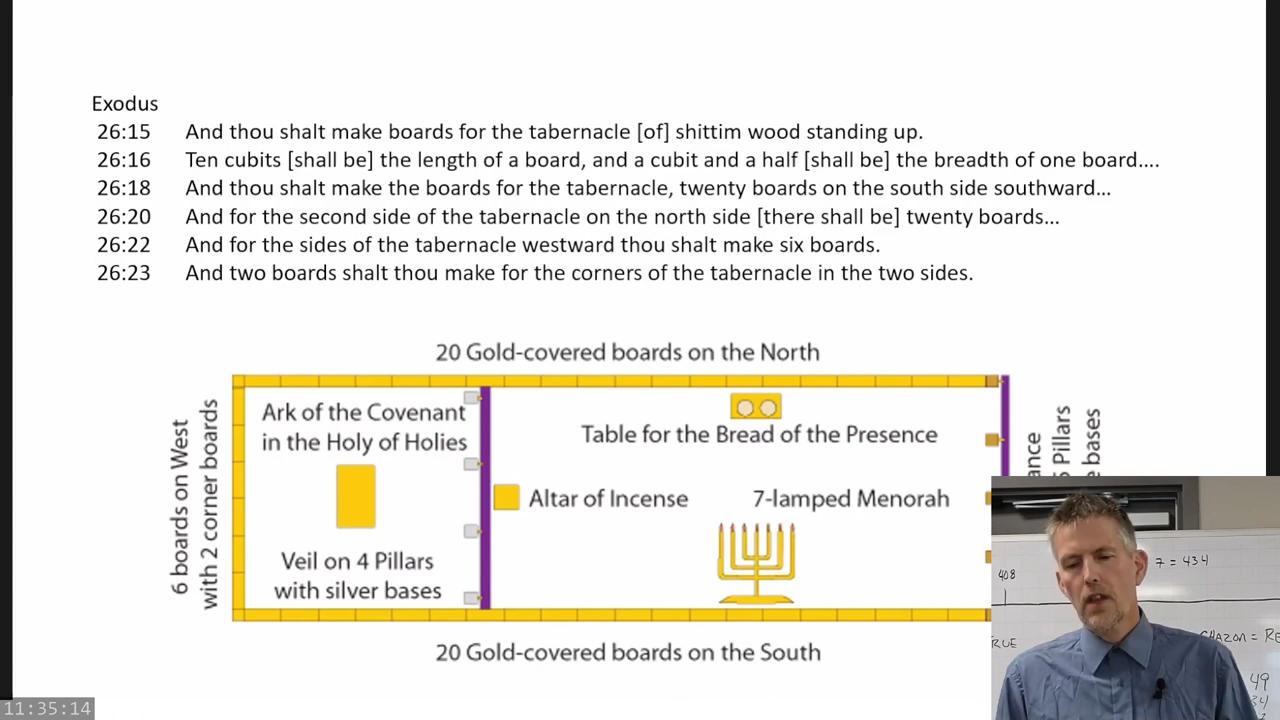 Exodus
26:15 And thou shalt make boards for the tabernacle [of] shittim wood standing up.
26:16 Ten cubits [shall be] the length of a board, and a cubit and a half [shall be] the breadth of one board....
26:18 And thou shalt make the boards for the tabernacle, twenty boards on the south side southward...
26:20 And for the second side of the tabernacle on the north side [there shall be] twenty boards...
26:22 And for the sides of the tabernacle westward thou shalt make six boards.
26:23 And two boards shalt thou make for the corners of the tabernacle in the two sides.
20 Gold-covered boards on the North
6 boards on West
with 2 corner boards
Ark of the Covenant
in the Holy of Holies
Veil on 4 Pillars
with silver bases
Table for the Bread of the Presence
Altar of Incense
7-lamped Menorah
Pillars
bases
20 Gold-covered boards on the South
408
7 = 434
CHAZON =
49
11:35:14